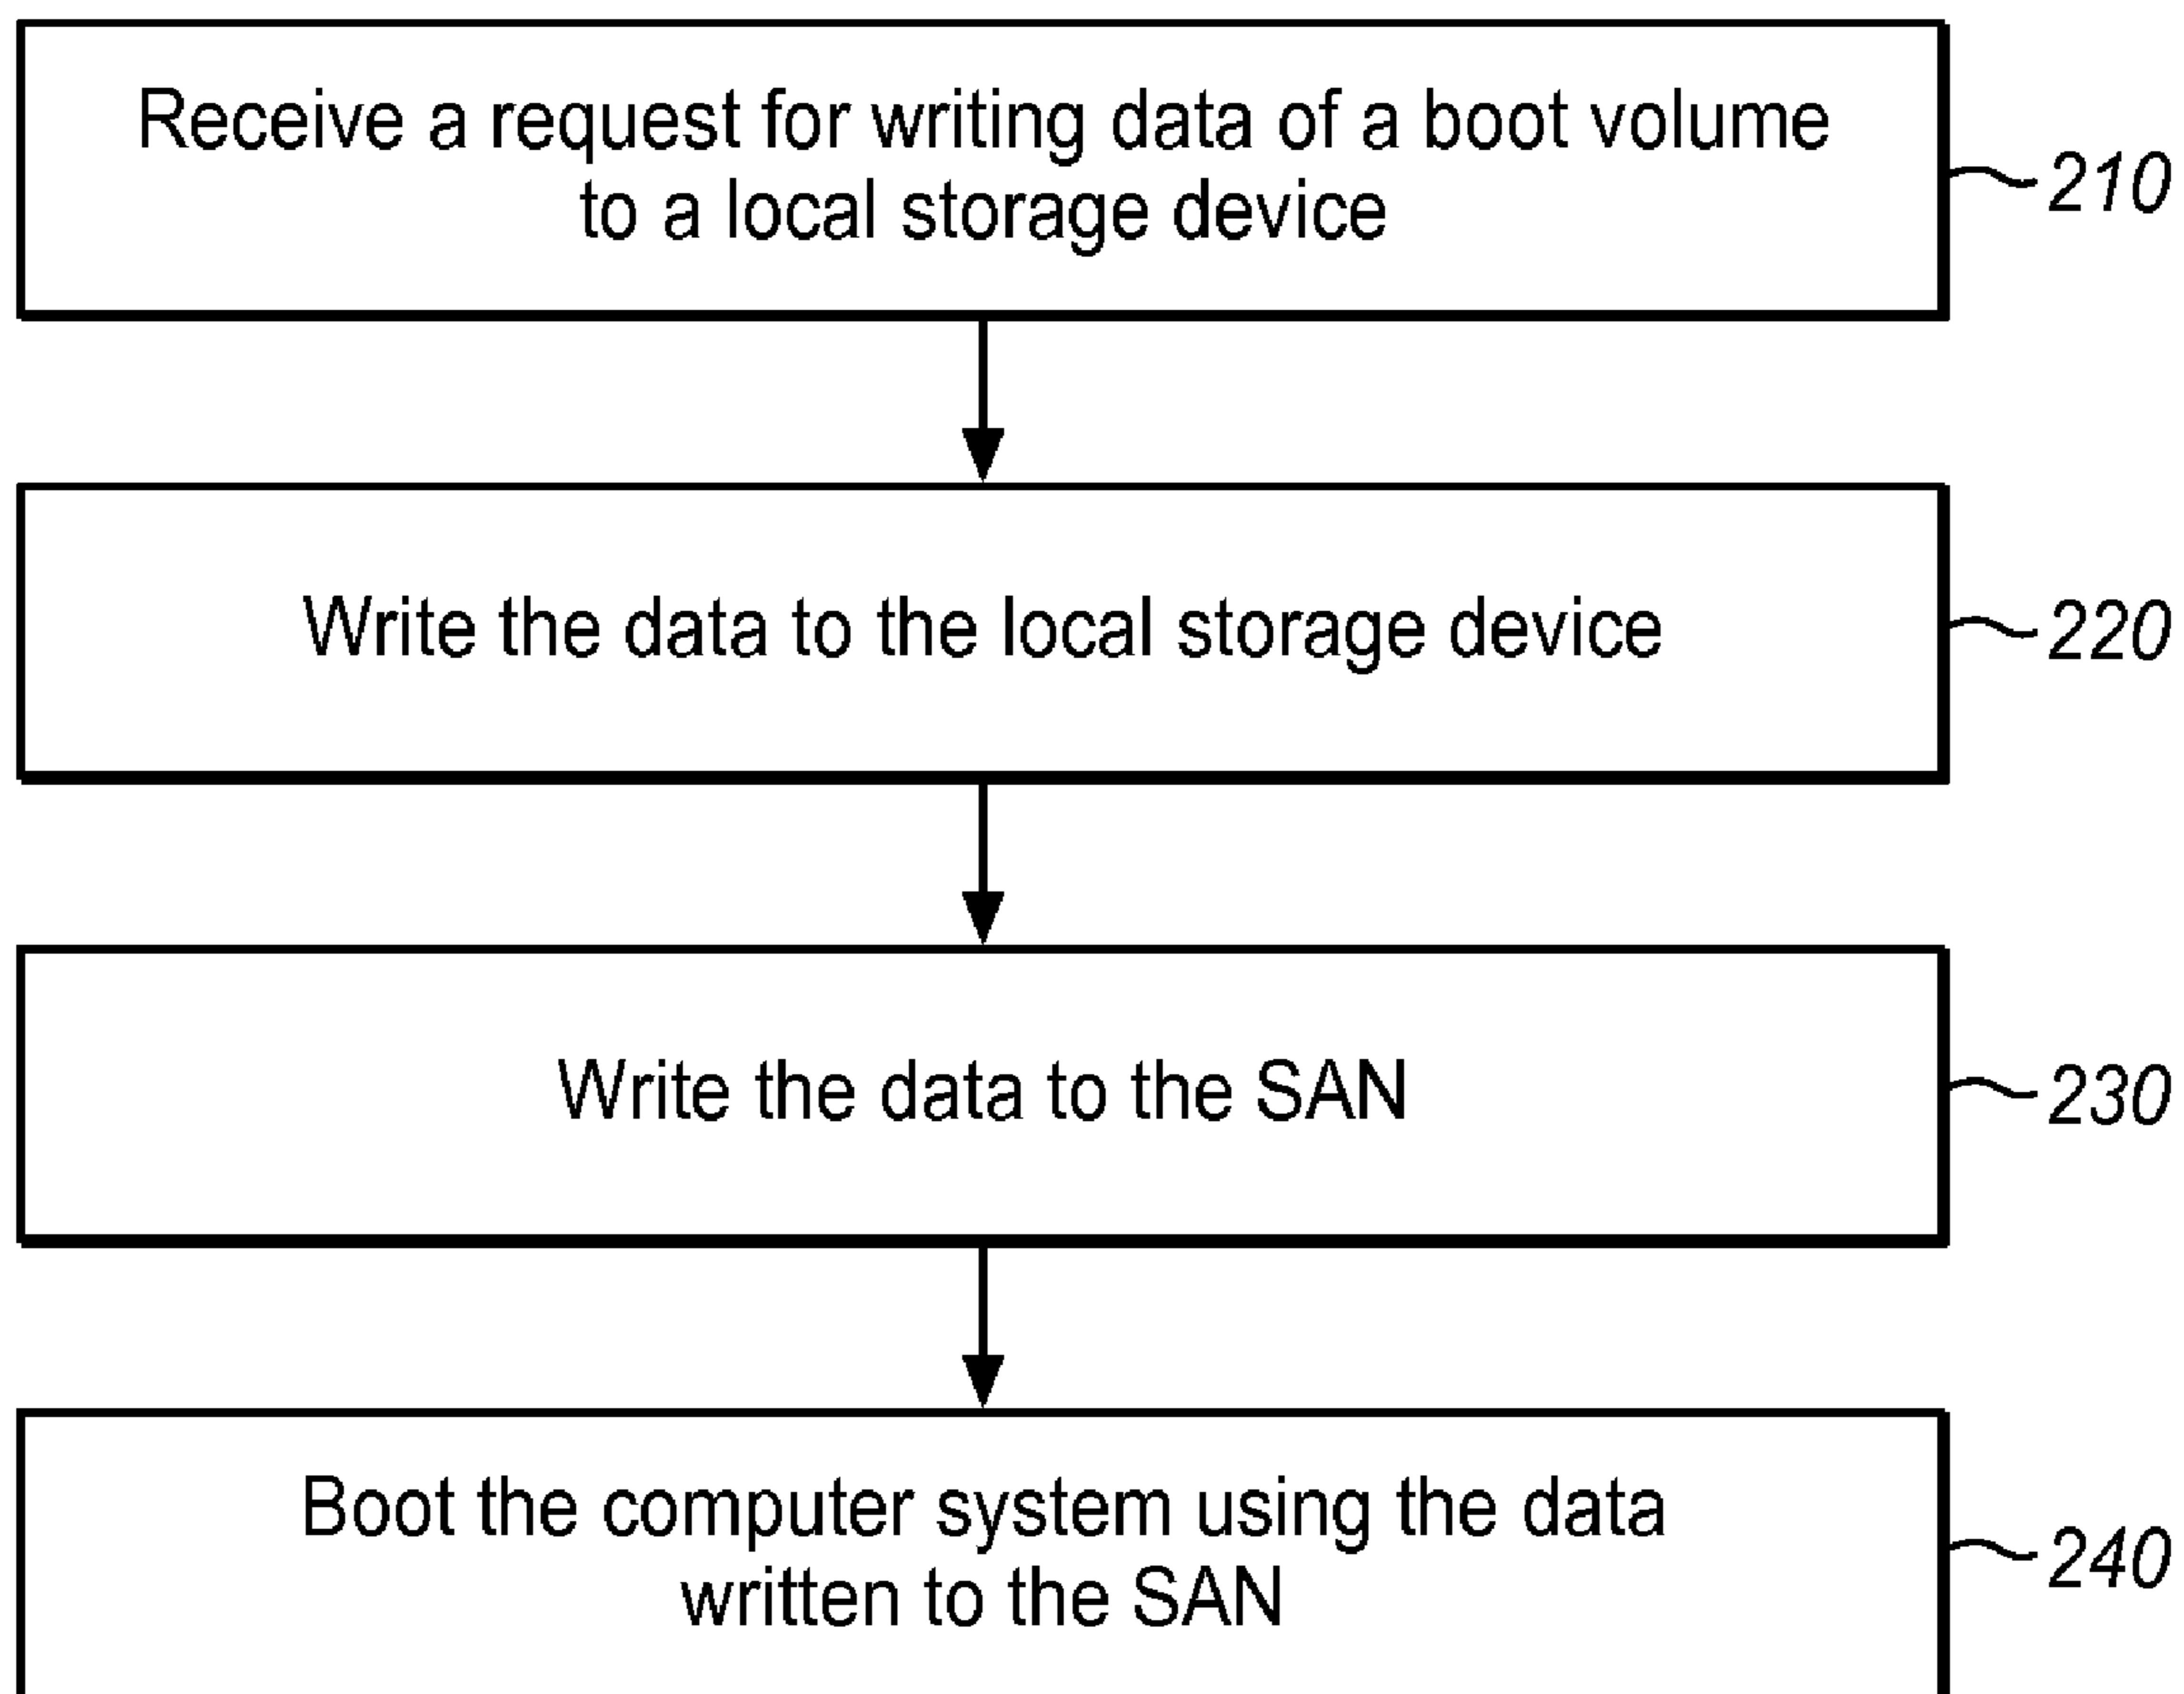 Receive a request for writing data of a boot volume
to a local storage device
210
Write the data to the local storage device
220
Write the data to the SAN
230
Boot the computer system using the data
written to the SAN
240